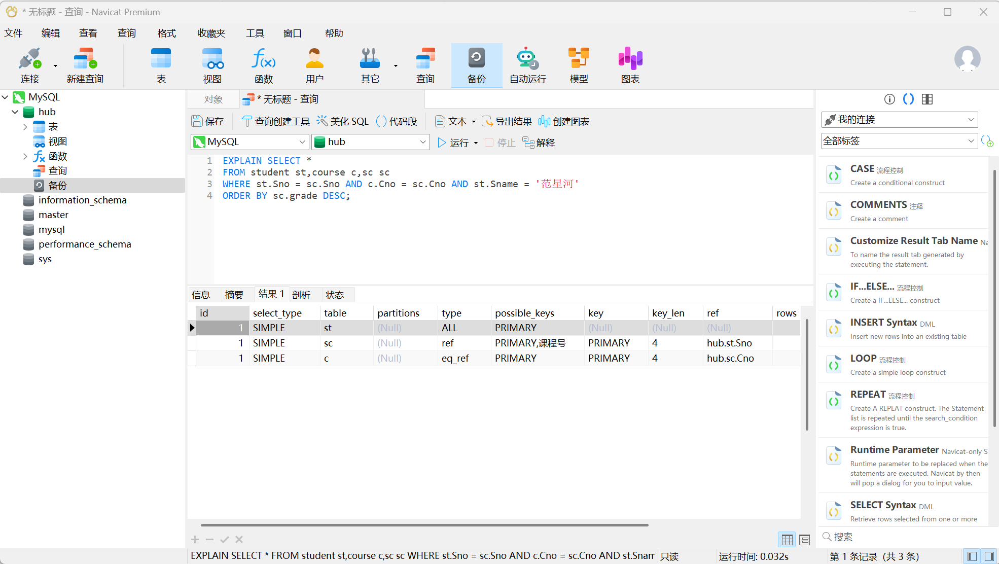 * 无标题 - 查询 - Navicat Premium
文件 编辑 查看 查询 格式 收藏夹 工具 窗口 帮助
连接 新建查询 表 视图 函数 用户 其它 查询 备份 自动运行 模型 图表
MySQL
hub
表
视图
函数
查询
备份
information_schema
master
mysql
performance_schema
sys
对象 * 无标题 - 查询
保存 查询创建工具 美化 SQL 代码段 文本 导出结果 创建图表
MySQL hub 运行 停止 解释
1 EXPLAIN SELECT *
2 FROM student st,course c,sc sc
3 WHERE st.Sno = sc.Sno AND c.Cno = sc.Cno AND st.Sname = '范星河'
4 ORDER BY sc.grade DESC;
信息 摘要 结果 1 剖析 状态
id select_type table partitions type possible_keys key key_len ref rows
1 SIMPLE st (Null) ALL PRIMARY (Null) (Null) (Null)
1 SIMPLE sc (Null) ref PRIMARY,课程号 PRIMARY 4 hub.st.Sno
1 SIMPLE c (Null) eq_ref PRIMARY PRIMARY 4 hub.sc.Cno
我的连接
全部标签
CASE 流程控制
Create a conditional construct
COMMENTS 注释
Create a comment
Customize Result Tab Name Na
To name the result tab generated by
executing the statement.
IF...ELSE... 流程控制
Create a IF...ELSE... construct
INSERT Syntax DML
Insert new rows into an existing table
LOOP 流程控制
Create a simple loop construct
REPEAT 流程控制
Create A REPEAT construct. The Statement
list is repeated until the search_condition
expression is true.
Runtime Parameter Navicat-only S
Runtime parameter to be replaced when the
statements are executed. Navicat by then
will pop a dialog for you to input value.
SELECT Syntax DML
Retrieve rows selected from one or more
搜索
EXPLAIN SELECT * FROM student st,course c,sc sc WHERE st.Sno = sc.Sno AND c.Cno = sc.Cno AND st.Snam 只读 运行时间: 0.032s 第 1 条记录 (共 3 条)